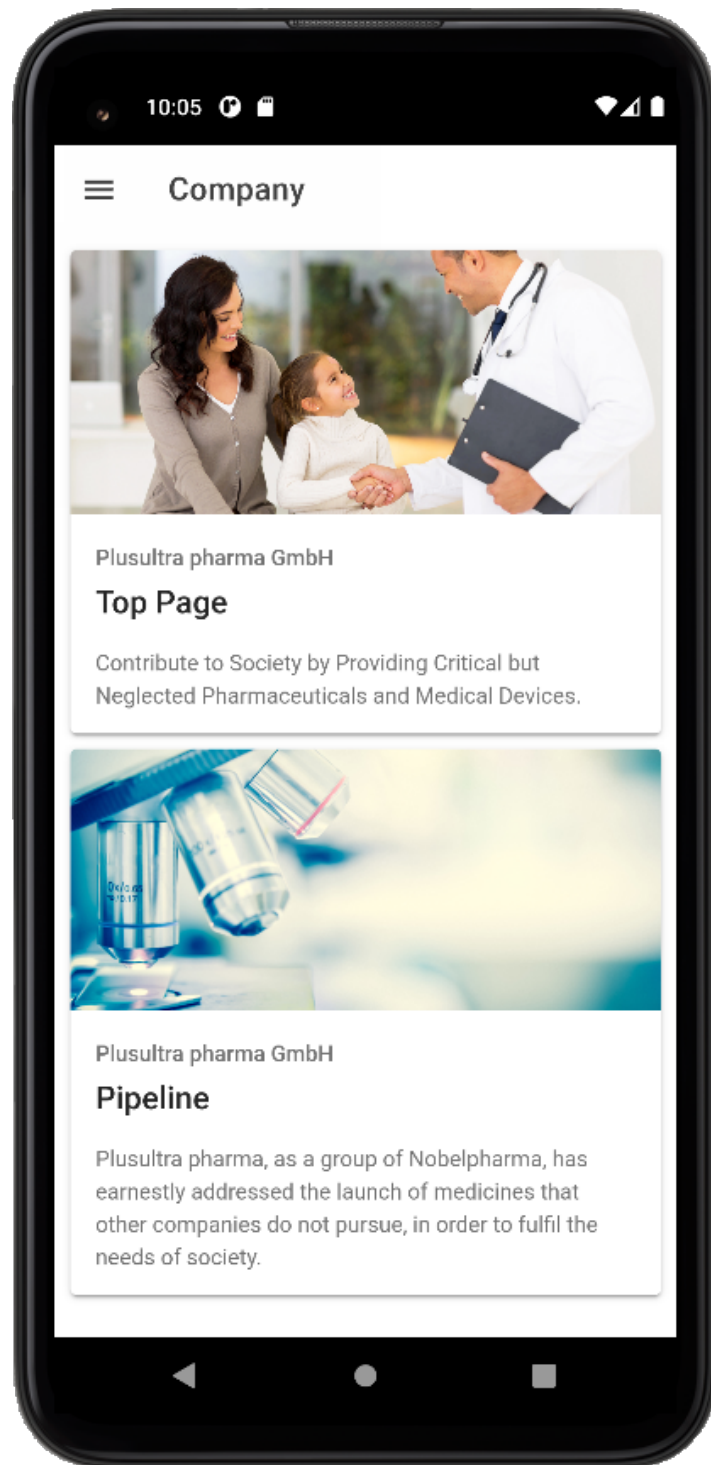 10:05
Company
Plusultra pharma GmbH
Top Page
Contribute to Society by Providing Critical but
Neglected Pharmaceuticals and Medical Devices.
Plusultra pharma GmbH
Pipeline
Plusultra pharma, as a group of Nobelpharma, has
earnestly addressed the launch of medicines that
other companies do not pursue, in order to fulfil the
needs of society.